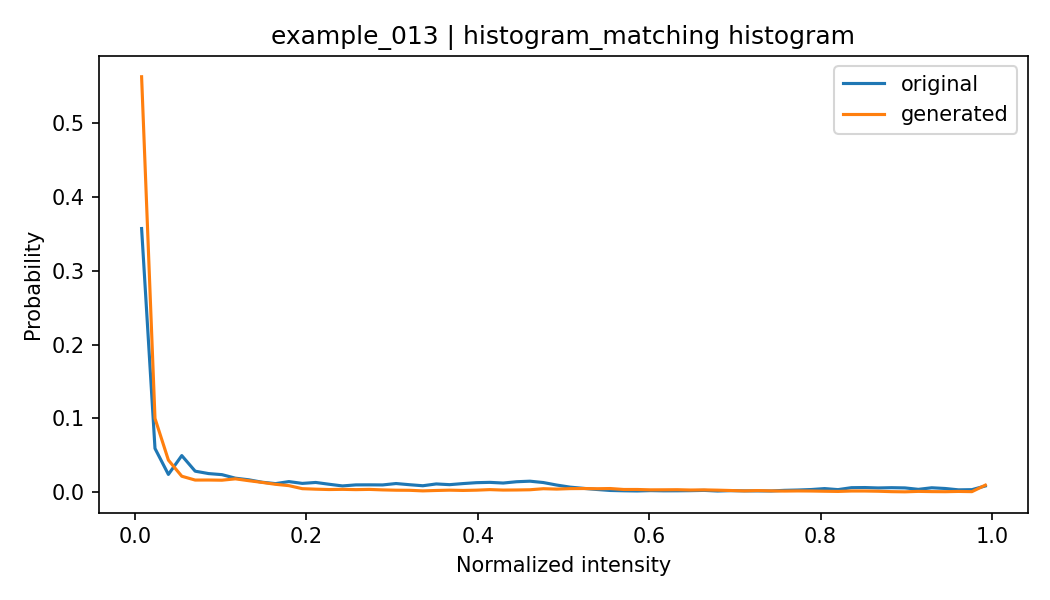 example_013 | histogram_matching histogram
original
generated
Probability
0.5
0.4
0.3
0.2
0.1
0.0
0.0 0.2 0.4 0.6 0.8 1.0
Normalized intensity